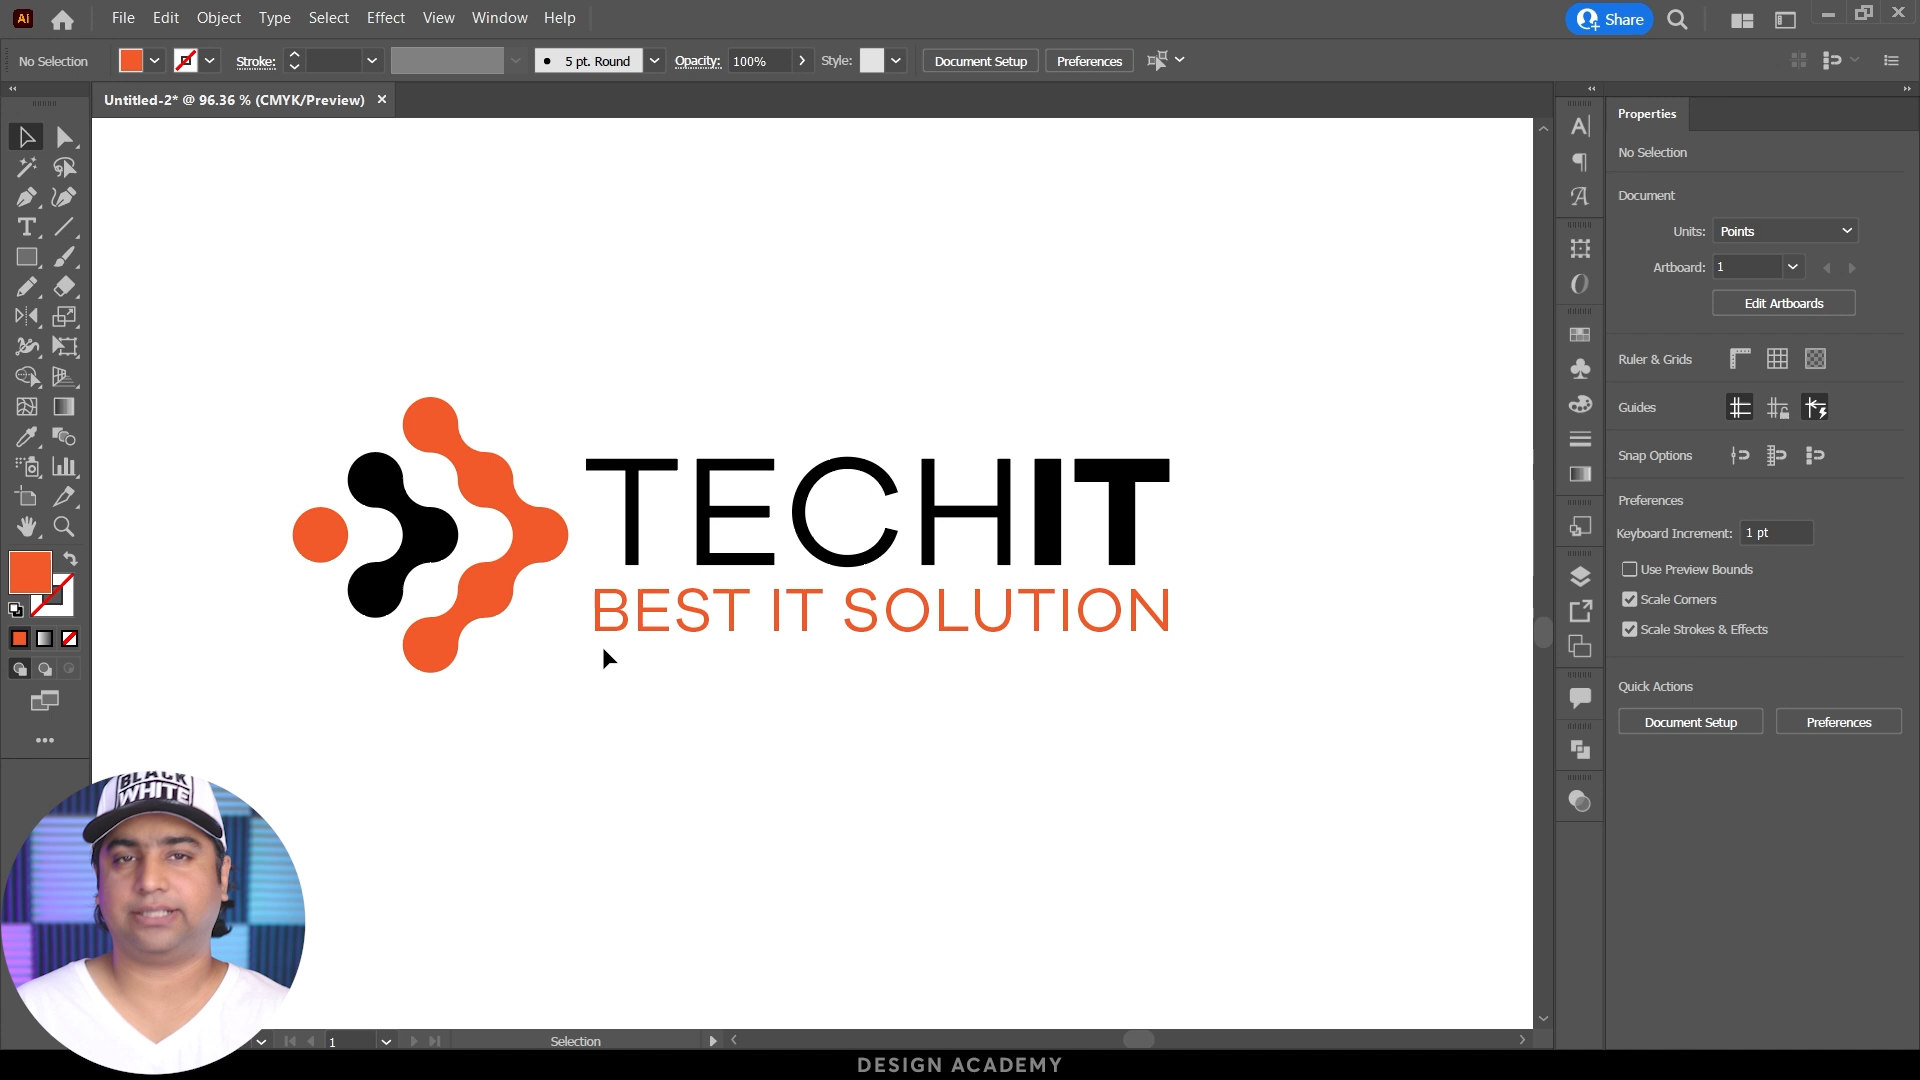 Ai File Edit Object Type Select Effect View Window Help Share
No Selection Stroke: 5 pt. Round Opacity: 100% Style: Document Setup Preferences
Untitled-2* @ 96.36 % (CMYK/Preview)
Properties
No Selection
Document
Units: Points
Artboard: 1
Edit Artboards
Ruler & Grids
Guides
Snap Options
Preferences
Keyboard Increment: 1 pt
Use Preview Bounds
Scale Corners
Scale Strokes & Effects
Quick Actions
Document Setup Preferences
TECHIT
BEST IT SOLUTION
BLACK
WHITE
1 Selection
DESIGN ACADEMY